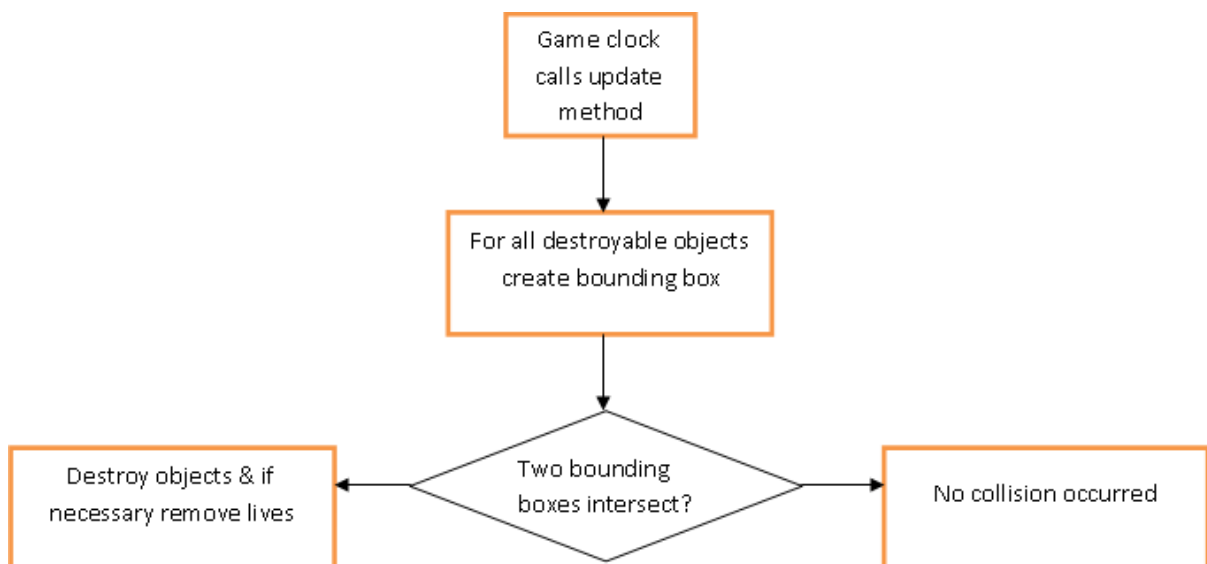 Game clock
calls update
method
For all destroyable objects
create bounding box
Two bounding
boxes intersect?
Destroy objects & if
necessary remove lives
No collision occurred